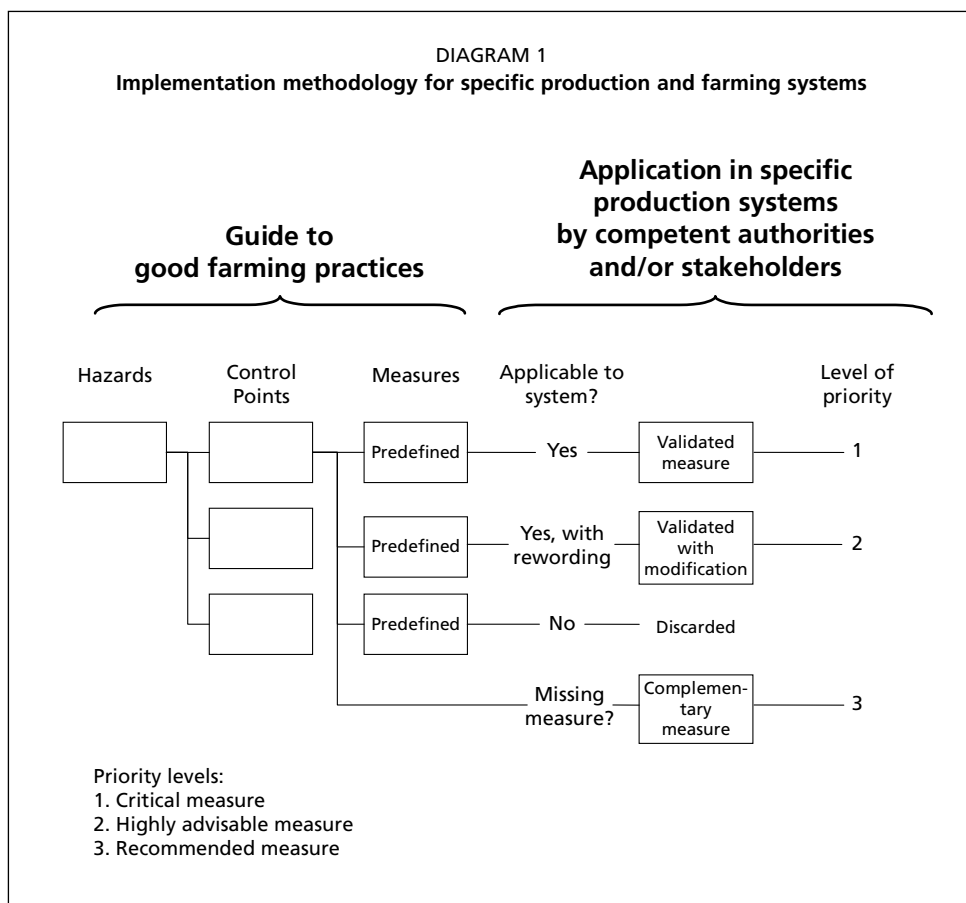 DIAGRAM 1
Implementation methodology for specific production and farming systems
Guide to
good farming practices
Application in specific
production systems
by competent authorities
and/or stakeholders
Hazards
Control
Points
Measures
Applicable to
system?
Level of
priority
Predefined
Yes
Validated
measure
1
Predefined
Yes, with
rewording
Validated
with
modification
2
Predefined
No
Discarded
Missing
measure?
Complemen-
tary
measure
3
Priority levels:
1. Critical measure
2. Highly advisable measure
3. Recommended measure